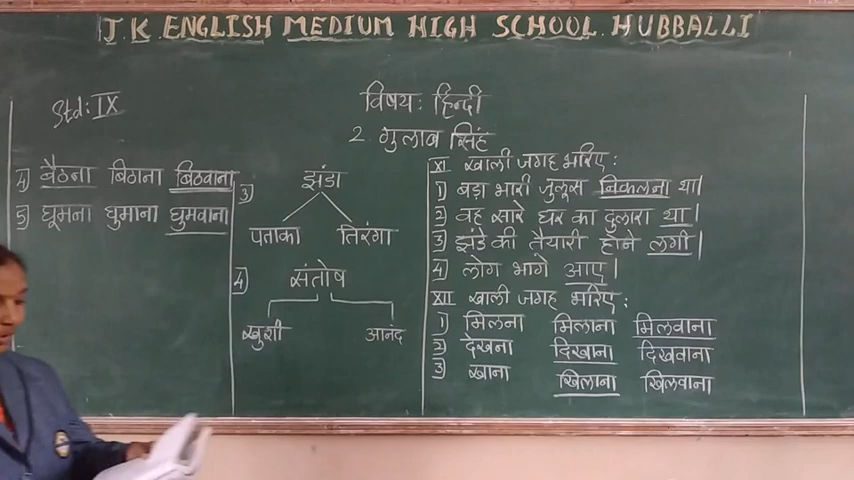 J.K ENGLISH MEDIUM HIGH SCHOOL. HUBBALLI
Std: IX
विषय: हिन्दी
2. गुलाब सिंह
4) बैठना बिठाना बिठवाना
5) घूमना घुमाना घुमवाना
3) झंडा
पताका तिरंगा
4) संतोष
खुशी आनंद
XI खाली जगह भरिए:
1) बड़ा भारी जुलूस निकलना था।
2) वह सारे घर का दुलारा था।
3) झंडे की तैयारी होने लगी।
4) लोग भागे आए।
XII खाली जगह भरिए:
1) मिलना मिलाना मिलवाना
2) देखना दिखाना दिखवाना
3) खाना खिलाना खिलवाना